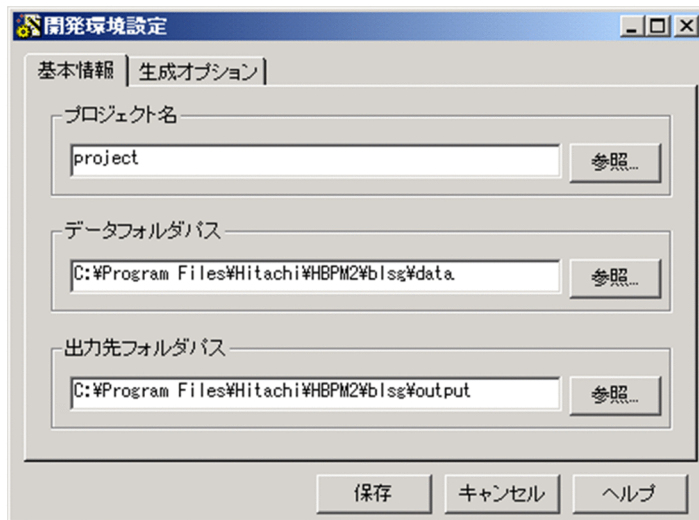 開発環境設定
基本情報 生成オプション
プロジェクト名
project 参照...
データフォルダパス
C:¥Program Files¥Hitachi¥HBPM2¥blsg¥data 参照...
出力先フォルダパス
C:¥Program Files¥Hitachi¥HBPM2¥blsg¥output 参照...
保存 キャンセル ヘルプ